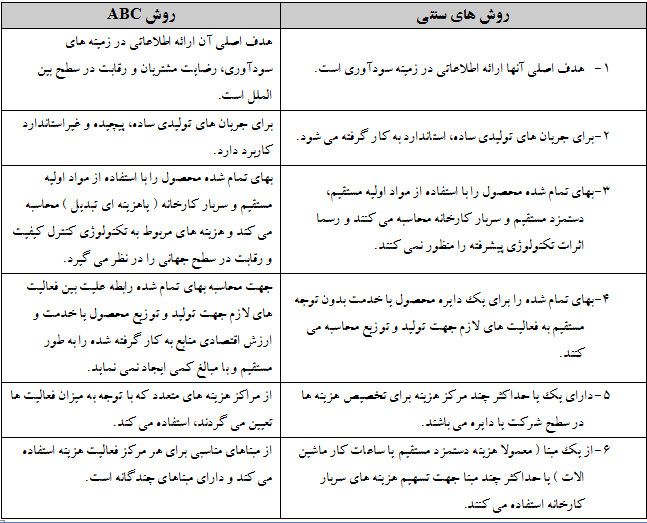 روش های سنتی
روش ABC
۱- هدف اصلی آنها ارائه اطلاعاتی در زمینه سودآوری است.
هدف اصلی آن ارائه اطلاعاتی در زمینه های
سودآوری، رضایت مشتریان و رقابت در سطح بین
الملل است.
۲-برای جریان های تولیدی ساده، استاندارد به کار گرفته می شود.
برای جریان های تولیدی ساده، پیچیده و غیراستاندارد
کاربرد دارد.
۳-بهای تمام شده محصول را با استفاده از مواد اولیه مستقیم،
دستمزد مستقیم و سربار کارخانه محاسبه می کنند و رسما
اثرات تکنولوژی پیشرفته را منظور نمی کنند.
بهای تمام شده محصول را با استفاده از مواد اولیه
مستقیم و سربار کارخانه ( یاهزینه ای تبدیل ) محاسبه
می کند و هزینه های مربوط به تکنولوژی کنترل کیفیت
و رقابت در سطح جهانی را در نظر می گیرد.
۴-بهای تمام شده را برای یک دایره محصول یا خدمت بدون توجه
مستقیم به فعالیت های لازم جهت تولید و توزیع محاسبه می
کنند.
جهت محاسبه بهای تمام شده رابطه علیت بین فعالیت
های لازم جهت تولید و توزیع محصول یا خدمت و
ارزش اقتصادی منابع به کار گرفته شده را به طور
مستقیم و با مبالغ کمی ایجاد نمی نماید.
۵-دارای یک یا حداکثر چند مرکز هزینه برای تخصیص هزینه ها
در سطح شرکت یا دایره می باشند.
از مراکز هزینه های متعدد که با توجه به میزان فعالیت ها
تعیین می گردند، استفاده می کند.
۶-از یک مبنا ( معمولا هزینه دستمزد مستقیم یا ساعات کار ماشین
الات ) یا حداکثر چند مبنا جهت تسهیم هزینه های سربار
کارخانه استفاده می کنند.
از مبناهای مناسبی برای هر مرکز فعالیت هزینه استفاده
می کند و دارای مبناهای چندگانه است.